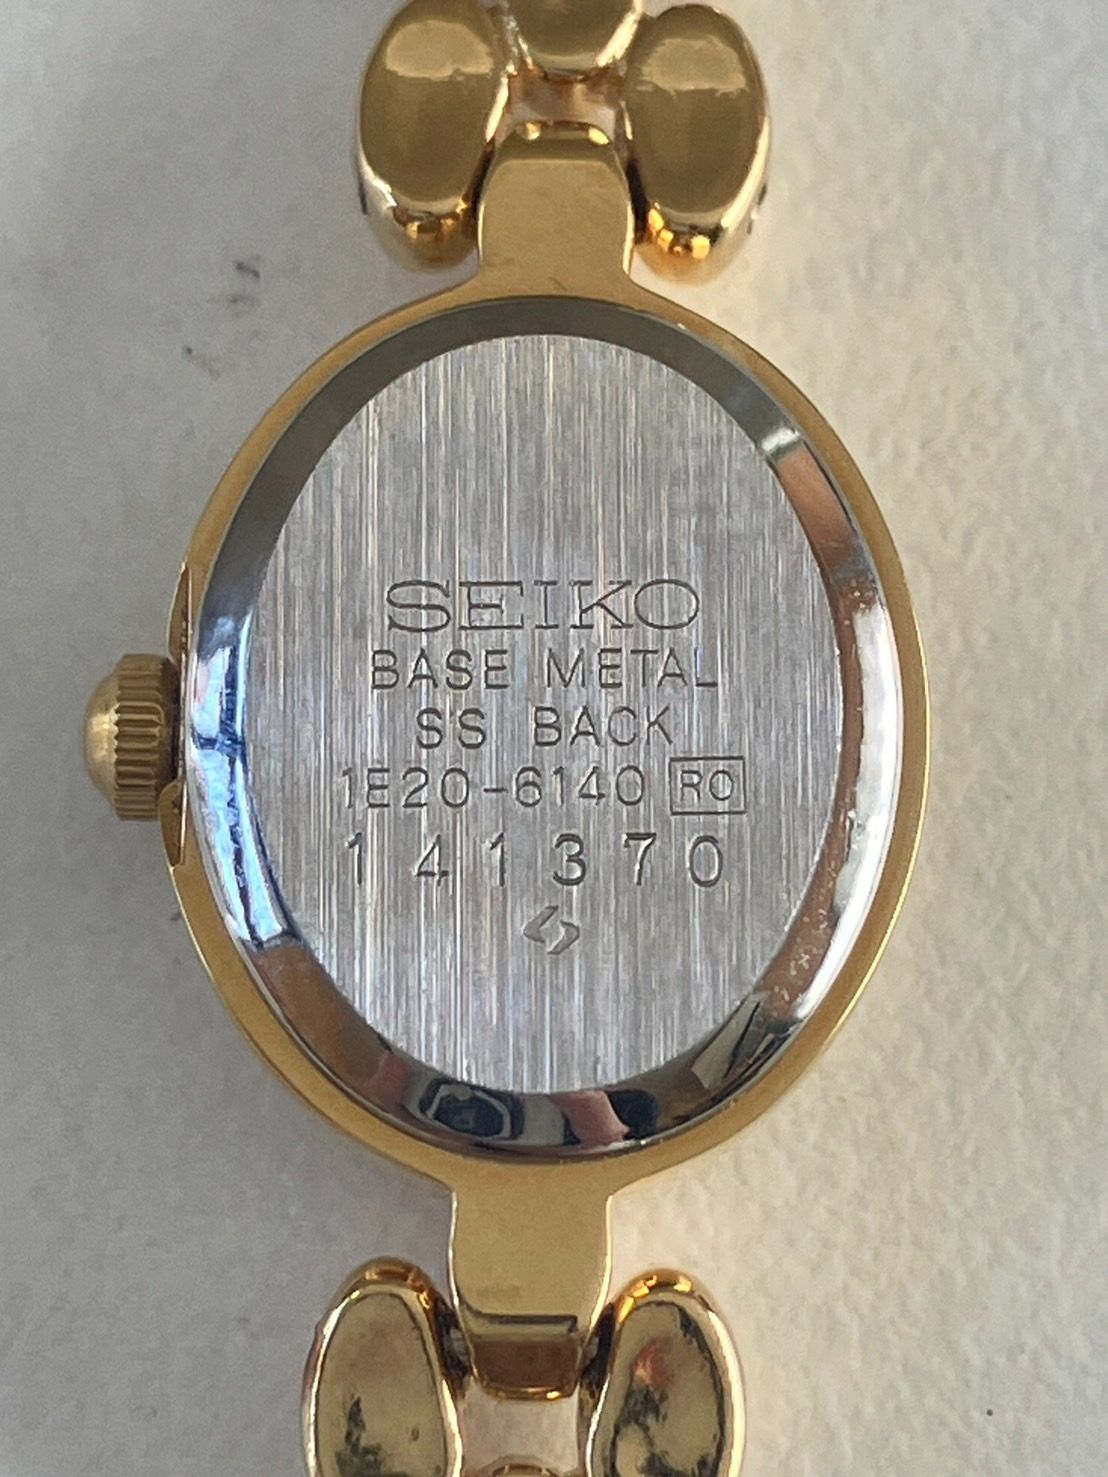 SEIKO
BASE METAL
SS BACK
1E20-6140 RO
141370